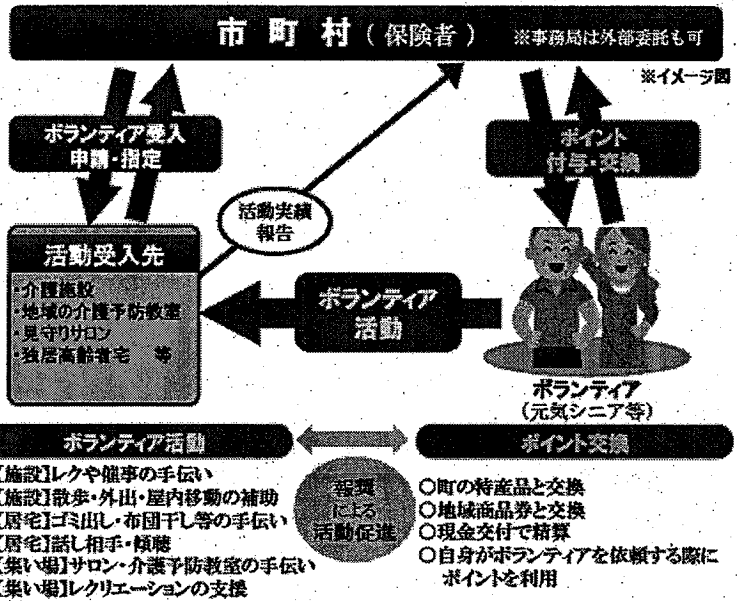 市町村（保険者） ※事務局は外部委託も可
※イメージ図
ボランティア受入
申請・指定
ポイント
付与・交換
活動実績
報告
活動受入先
・介護施設
・地域の介護予防教室
・見守りサロン
・独居高齢者宅 等
ボランティア
活動
ボランティア
（元気シニア等）
ボランティア活動
【施設】レクや催事の手伝い
【施設】散歩・外出・屋内移動の補助
【居宅】ゴミ出し・布団干し等の手伝い
【居宅】話し相手・傾聴
【集い場】サロン・介護予防教室の手伝い
【集い場】レクリエーションの支援
報奨
による
活動促進
ポイント交換
○町の特産品と交換
○地域商品券と交換
○現金交付で精算
○自身がボランティアを依頼する際に
ポイントを利用